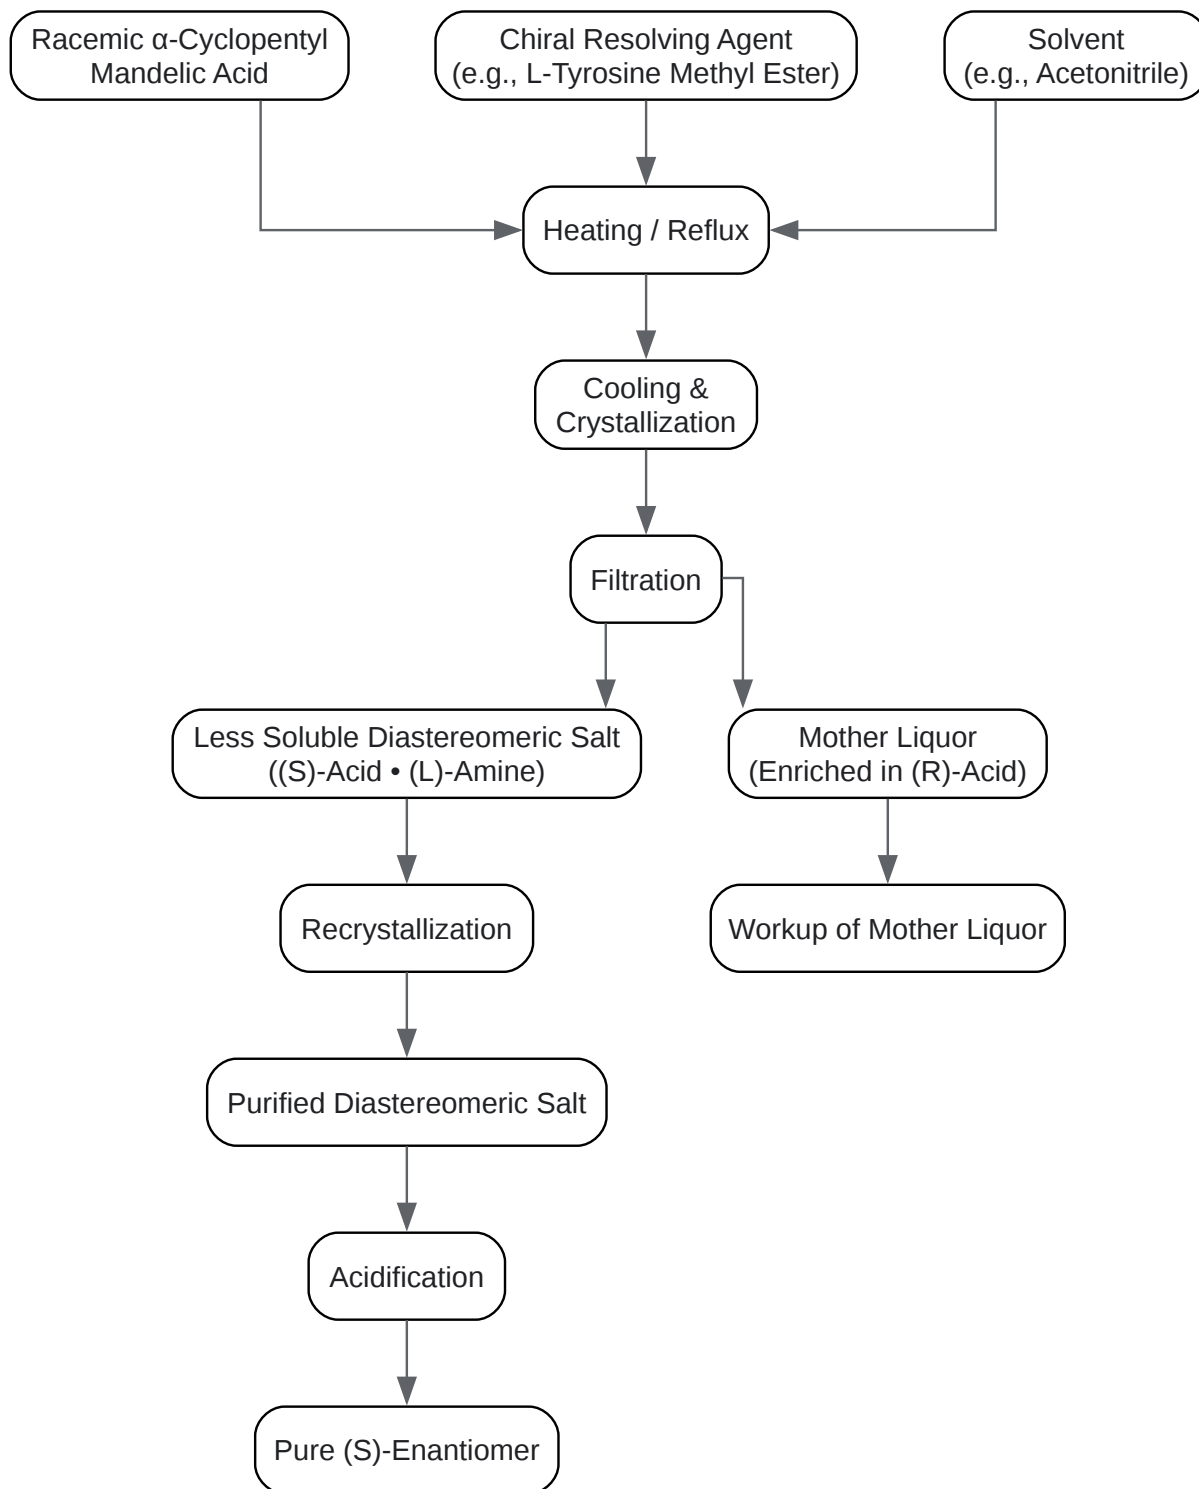 Racemic α-Cyclopentyl
Mandelic Acid
Chiral Resolving Agent
(e.g., L-Tyrosine Methyl Ester)
Solvent
(e.g., Acetonitrile)
Heating / Reflux
Cooling &
Crystallization
Filtration
Less Soluble Diastereomeric Salt
((S)-Acid • (L)-Amine)
Mother Liquor
(Enriched in (R)-Acid)
Recrystallization
Workup of Mother Liquor
Purified Diastereomeric Salt
Acidification
Pure (S)-Enantiomer